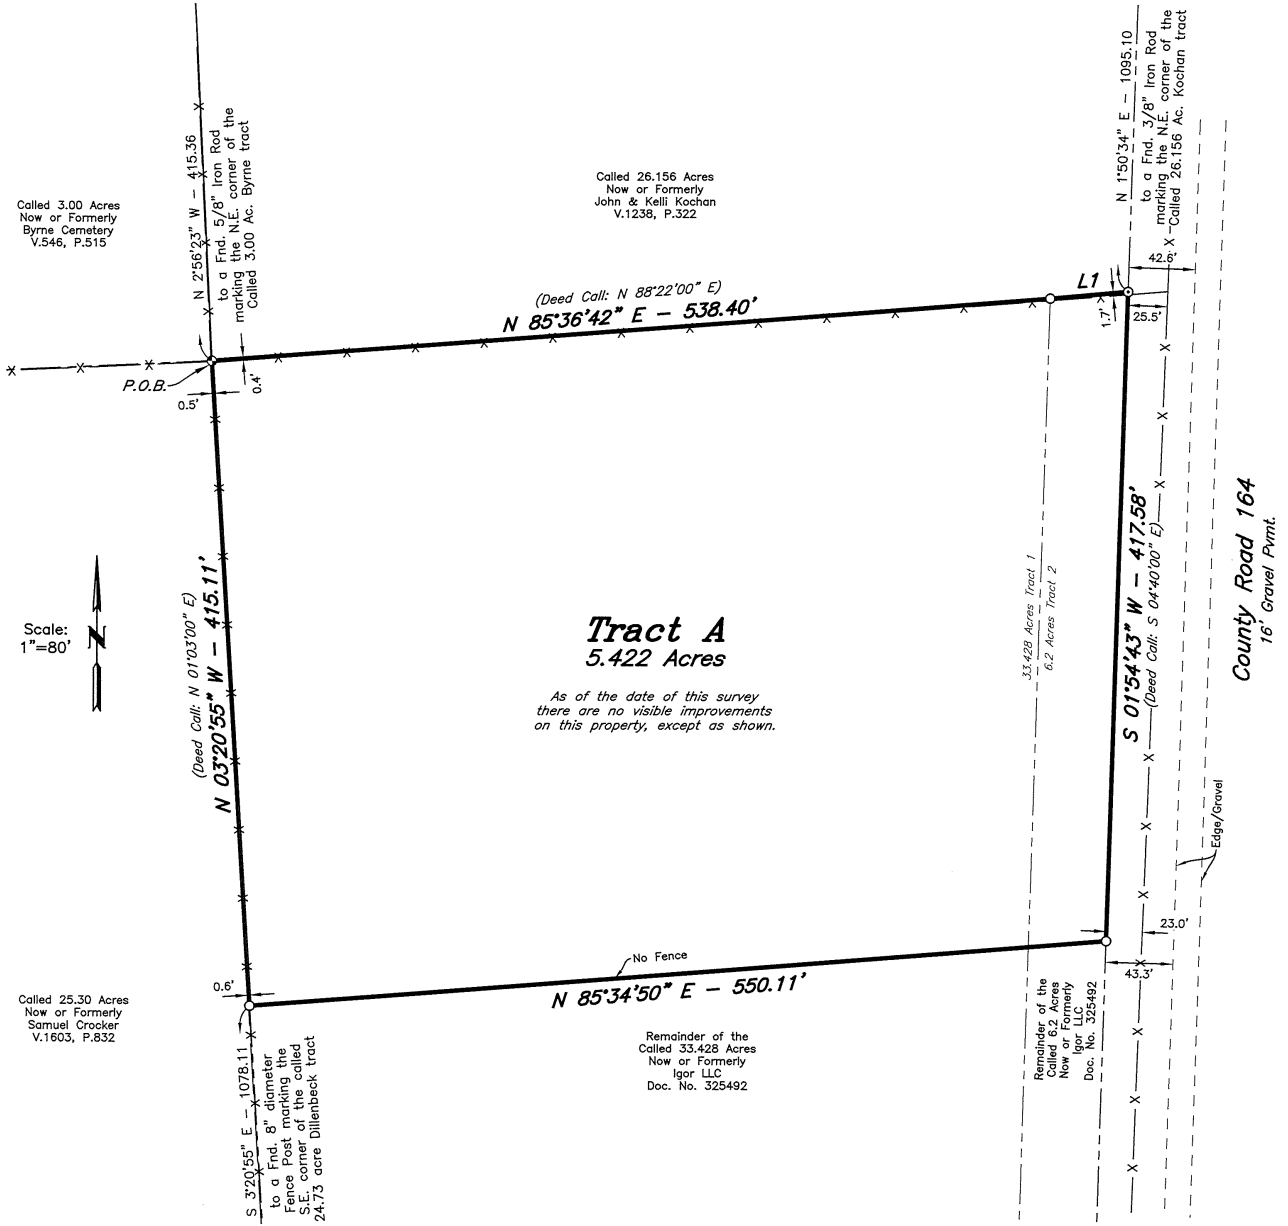 N 2°56'23" W - 415.36
to a Fnd. 5/8" Iron Rod
marking the N.E. corner of the
Called 3.00 Ac. Byrne tract
N 1°50'34" E - 1095.10
to a Fnd. 3/8" Iron Rod
marking the N.E. corner of the
Called 26.156 Ac. Kochan tract
Called 3.00 Acres
Now or Formerly
Byrne Cemetery
V.546, P.515
Called 26.156 Acres
Now or Formerly
John & Kelli Kochan
V.1238, P.322
42.6'
L1
(Deed Call: N 88°22'00" E)
N 85°36'42" E - 538.40'
1.7'
25.5'
P.O.B.
0.4'
0.5'
(Deed Call: N 01°03'00" E)
N 03°20'55" W - 415.11'
Scale:
1"=80'
N
Tract A
5.422 Acres
As of the date of this survey
there are no visible improvements
on this property, except as shown.
33.428 Acres Tract 1
6.2 Acres Tract 2
S 01°54'43" W - 417.58'
(Deed Call: S 04°40'00" E)
County Road 164
16' Gravel Pvmt.
Edge/Gravel
23.0'
43.3'
No Fence
N 85°34'50" E - 550.11'
0.6'
Called 25.30 Acres
Now or Formerly
Samuel Crocker
V.1603, P.832
S 3°20'55" E - 1078.11
to a Fnd. 8" diameter
Fence Post marking the
S.E. corner of the called
24.73 acre Dillenbeck tract
Remainder of the
Called 33.428 Acres
Now or Formerly
Igor LLC
Doc. No. 325492
Remainder of the
Called 6.2 Acres
Now or Formerly
Igor LLC
Doc. No. 325492